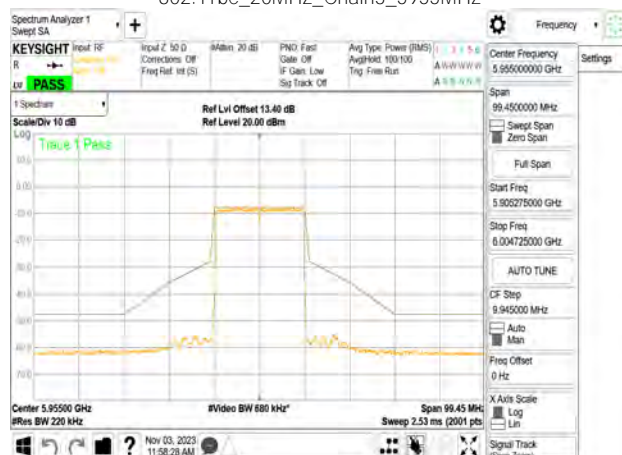 802.11be_20MHz_Chain3_5955MHz
Spectrum Analyzer 1
Swept SA
+
Frequency
KEYSIGHT
Input: RF
Input Z: 50 Ω
#Atten: 20 dB
PNO: Fast
Avg Type: Power (RMS)
R
Corrections: Off
Gate: Off
Avg|Hold: 100/100
Freq Ref: Int (S)
IF Gain: Low
Trig: Free Run
Sig Track: Off
PASS
Center Frequency
5.955000000 GHz
Settings
1 Spectrum
Ref Lvl Offset 13.40 dB
Scale/Div 10 dB
Ref Level 20.00 dBm
Span
99.4500000 MHz
Swept Span
Zero Span
Log
Trace 1 Pass
Full Span
Start Freq
5.905275000 GHz
Stop Freq
6.004725000 GHz
AUTO TUNE
CF Step
9.945000 MHz
Auto
Man
Freq Offset
0 Hz
X Axis Scale
Log
Lin
Center 5.95500 GHz
#Video BW 680 kHz*
Span 99.45 MHz
#Res BW 220 kHz
Sweep 2.53 ms (2001 pts)
Signal Track
?
Nov 03, 2023
11:58:28 AM